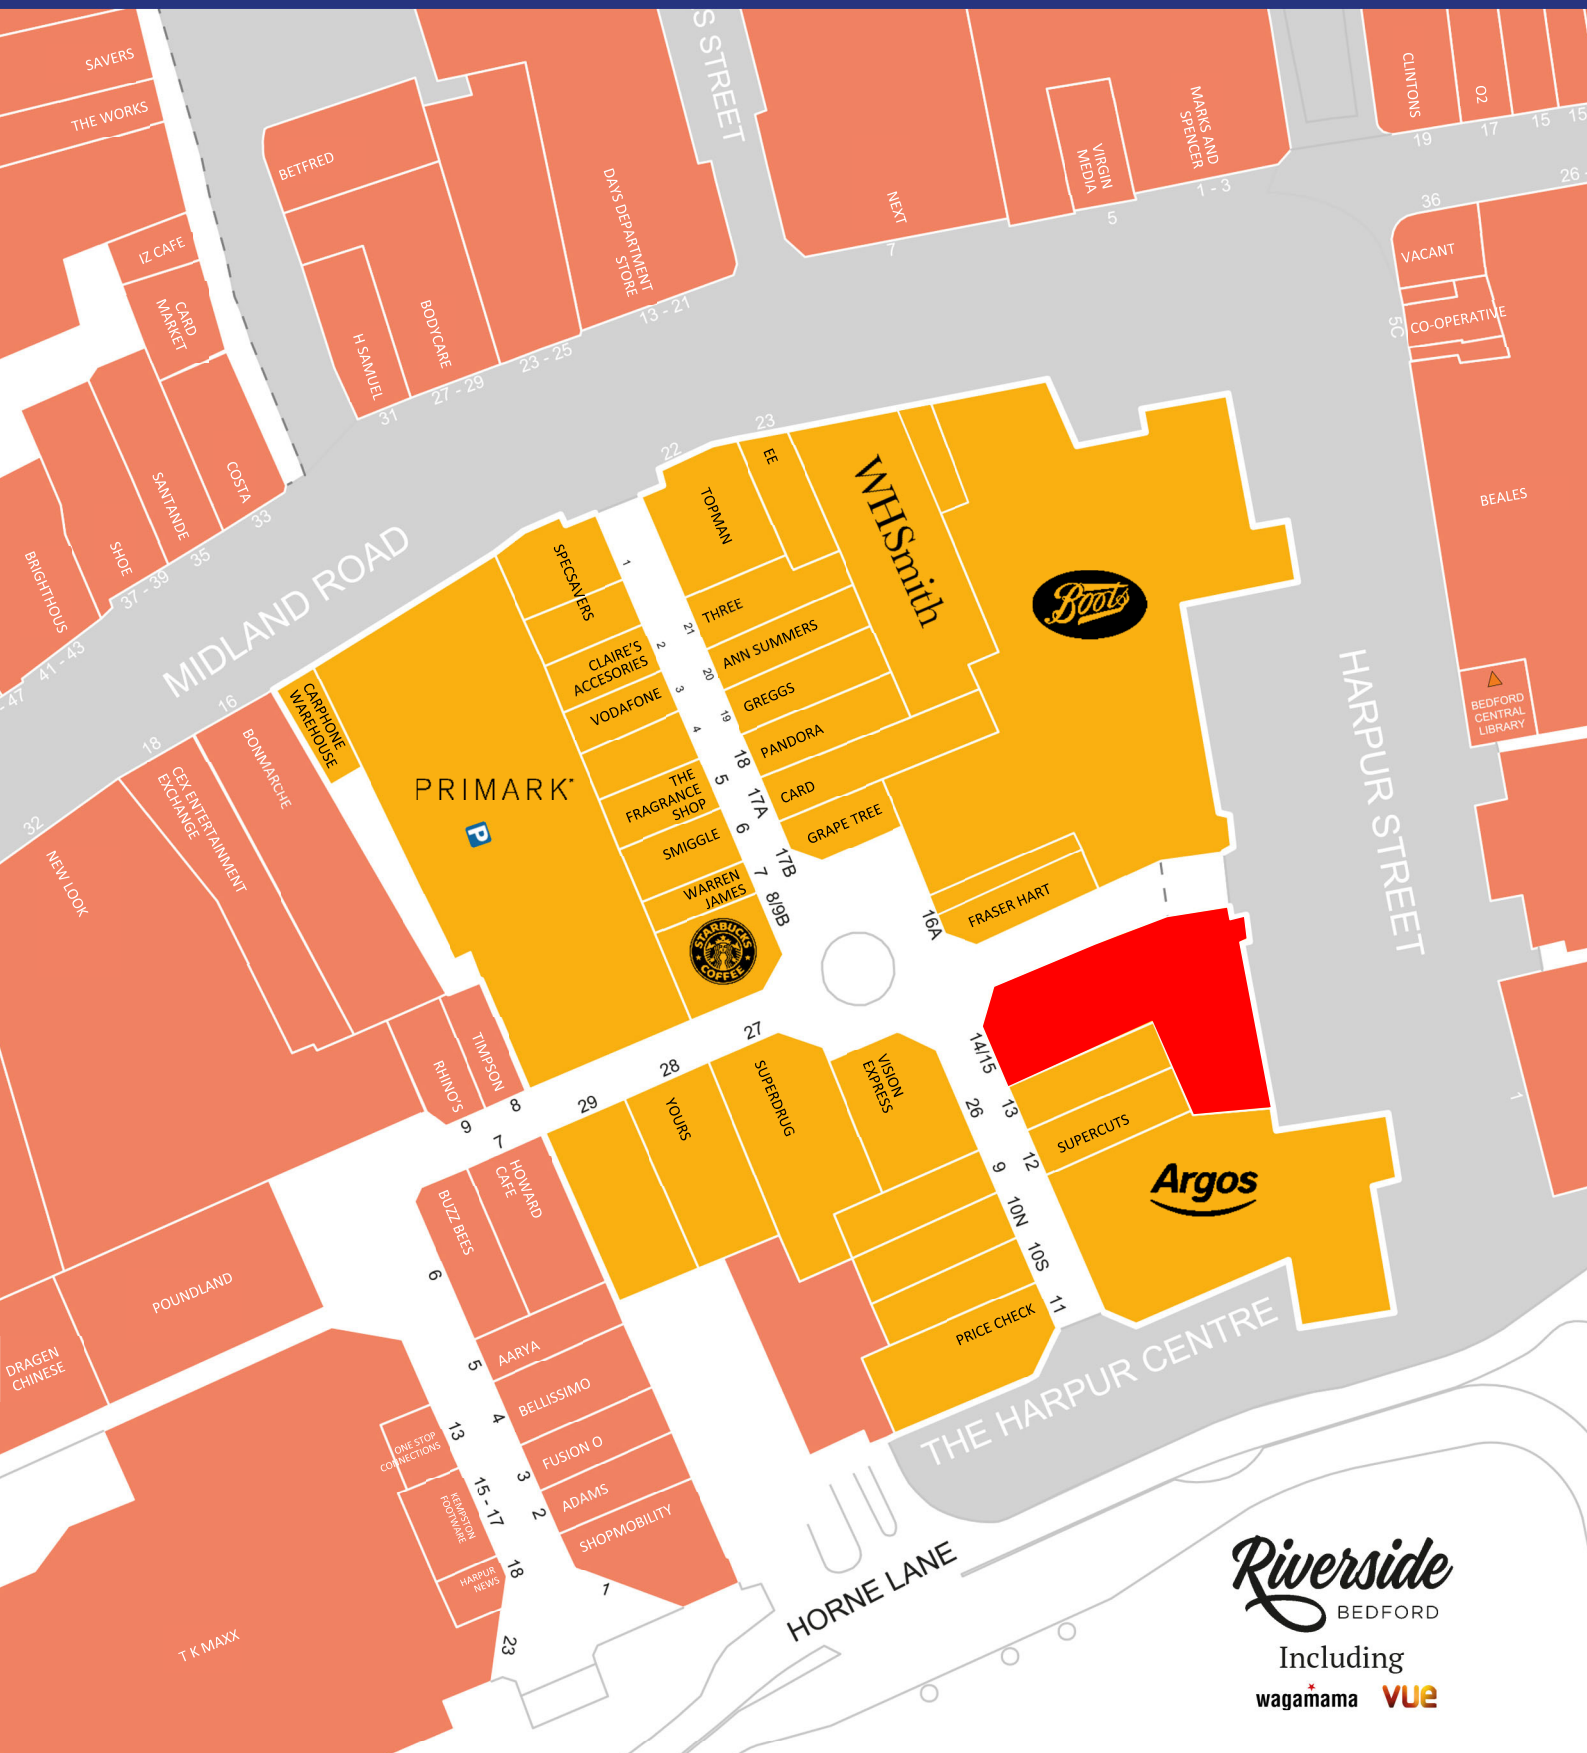 SAVERS
THE WORKS
BETFRED
IZ CAFE
CARD
MARKET
H SAMUEL
BODYCARE
DAYS DEPARTMENT
STORE
31
27 - 29
23 - 25
13 - 21
S STREET
NEXT
7
VIRGIN
MEDIA
5
MARKS AND
SPENCER
1 - 3
CLINTONS
O2
19
17
15
15
26 -
36
VACANT
5C
CO-OPERATIVE
BEALES
BEDFORD
CENTRAL
LIBRARY
COSTA
SANTANDE
SHOE
BRIGHTHOUS
33
35
37 - 39
41 - 43
- 47
MIDLAND ROAD
16
18
32
22
23
TOPMAN
EE
WHSmith
Boots
SPECSAVERS
1
THREE
21
CLAIRE'S
ACCESORIES
2
ANN SUMMERS
20
VODAFONE
3
GREGGS
19
4
PANDORA
18
THE
FRAGRANCE
SHOP
5
CARD
17A
SMIGGLE
6
GRAPE TREE
17B
WARREN
JAMES
7
8/9B
STARBUCKS
COFFEE
16A
FRASER HART
CARPHONE
WAREHOUSE
PRIMARK
P
BONMARCHE
CEX ENTERTAINMENT
EXCHANGE
NEW LOOK
HARPUR STREET
1
TIMPSON
RHINO'S
8
9
7
29
28
27
YOURS
SUPERDRUG
VISION
EXPRESS
14/15
26
13
SUPERCUTS
12
9
10N
10S
11
Argos
PRICE CHECK
THE HARPUR CENTRE
HOWARD
CAFE
BUZZ BEES
6
POUNDLAND
DRAGEN
CHINESE
AARYA
5
BELLISSIMO
4
FUSION O
3
ADAMS
2
SHOPMOBILITY
1
ONE STOP
CONNECTIONS
13
KEMPSTON
FOOTWARE
15 - 17
HARPUR
NEWS
18
23
T K MAXX
HORNE LANE
Riverside
BEDFORD
Including
wagamama
vue